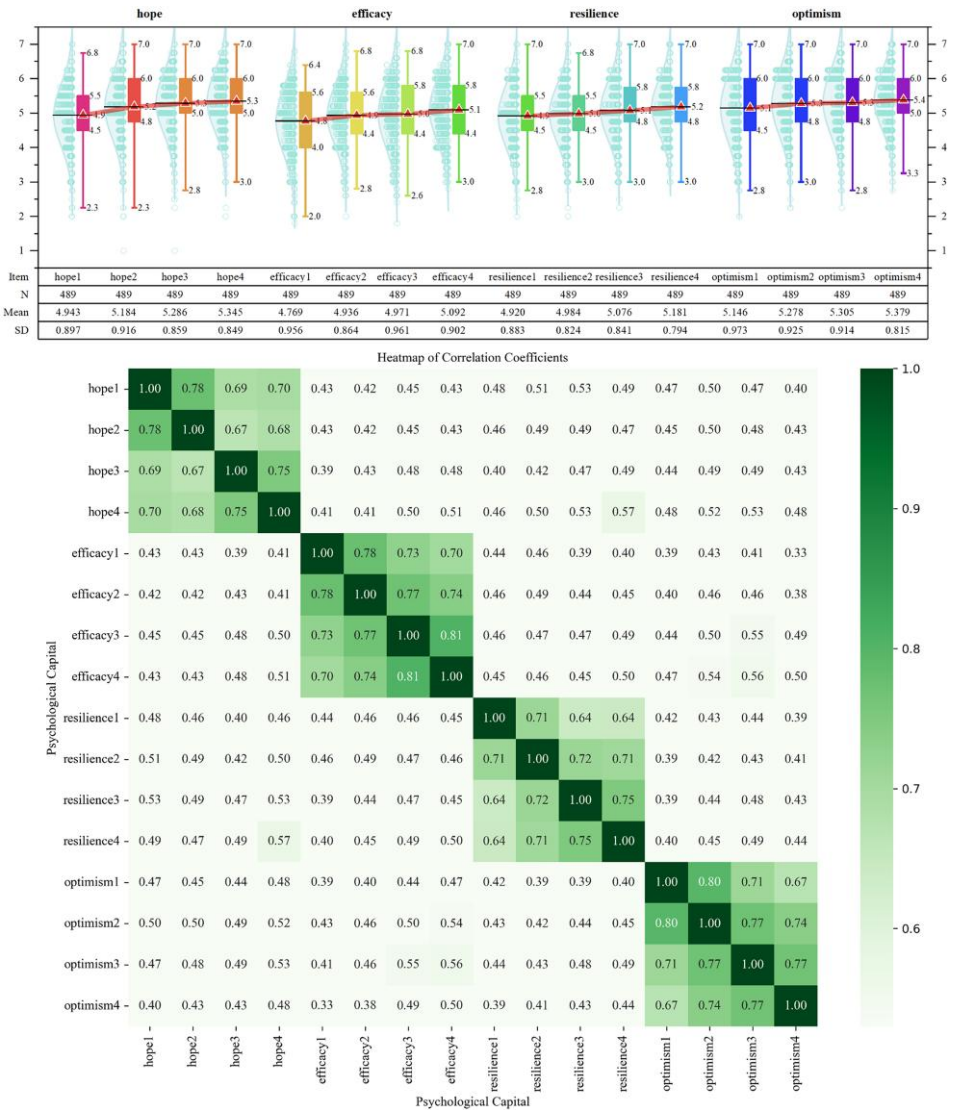 hope efficacy resilience optimism
7 6.8 7.0 7.0 7.0 6.4 6.8 6.8 7.0 7.0 6.8 7.0 7.0 7.0 7.0 7.0 7.0 7
6 5.5 6.0 6.0 6.0 5.6 5.6 5.8 5.8 5.5 5.5 5.8 5.8 6.0 6.0 6.0 6.0 6
5 4.9 5.2 5.3 5.3 4.8 5.1 5.2 5.1 5.3 5.4 5
4.5 4.8 5.0 5.0 4.0 4.4 4.4 4.4 4.5 4.5 4.8 4.8 4.5 4.8 4.8 5.0
4 4
3 2.3 2.3 2.8 3.0 2.0 2.8 2.6 3.0 2.8 3.0 3.0 3.0 2.8 3.0 2.8 3.3 3
2 2
1 1
Item hope1 hope2 hope3 hope4 efficacy1 efficacy2 efficacy3 efficacy4 resilience1 resilience2 resilience3 resilience4 optimism1 optimism2 optimism3 optimism4
N 489 489 489 489 489 489 489 489 489 489 489 489 489 489 489 489
Mean 4.943 5.184 5.286 5.345 4.769 4.936 4.971 5.092 4.920 4.984 5.076 5.181 5.146 5.278 5.305 5.379
SD 0.897 0.916 0.859 0.849 0.956 0.864 0.961 0.902 0.883 0.824 0.841 0.794 0.973 0.925 0.914 0.815
Heatmap of Correlation Coefficients
hope1 1.00 0.78 0.69 0.70 0.43 0.42 0.45 0.43 0.48 0.51 0.53 0.49 0.47 0.50 0.47 0.40
hope2 0.78 1.00 0.67 0.68 0.43 0.42 0.45 0.43 0.46 0.49 0.49 0.47 0.45 0.50 0.48 0.43
hope3 0.69 0.67 1.00 0.75 0.39 0.43 0.48 0.48 0.40 0.42 0.47 0.49 0.44 0.49 0.49 0.43
hope4 0.70 0.68 0.75 1.00 0.41 0.41 0.50 0.51 0.46 0.50 0.53 0.57 0.48 0.52 0.53 0.48
efficacy1 0.43 0.43 0.39 0.41 1.00 0.78 0.73 0.70 0.44 0.46 0.39 0.40 0.39 0.43 0.41 0.33
efficacy2 0.42 0.42 0.43 0.41 0.78 1.00 0.77 0.74 0.46 0.49 0.44 0.45 0.40 0.46 0.46 0.38
efficacy3 0.45 0.45 0.48 0.50 0.73 0.77 1.00 0.81 0.46 0.47 0.47 0.49 0.44 0.50 0.55 0.49
efficacy4 0.43 0.43 0.48 0.51 0.70 0.74 0.81 1.00 0.45 0.46 0.45 0.50 0.47 0.54 0.56 0.50
resilience1 0.48 0.46 0.40 0.46 0.44 0.46 0.46 0.45 1.00 0.71 0.64 0.64 0.42 0.43 0.44 0.39
resilience2 0.51 0.49 0.42 0.50 0.46 0.49 0.47 0.46 0.71 1.00 0.72 0.71 0.39 0.42 0.43 0.41
resilience3 0.53 0.49 0.47 0.53 0.39 0.44 0.47 0.45 0.64 0.72 1.00 0.75 0.39 0.44 0.48 0.43
resilience4 0.49 0.47 0.49 0.57 0.40 0.45 0.49 0.50 0.64 0.71 0.75 1.00 0.40 0.45 0.49 0.44
optimism1 0.47 0.45 0.44 0.48 0.39 0.40 0.44 0.47 0.42 0.39 0.39 0.40 1.00 0.80 0.71 0.67
optimism2 0.50 0.50 0.49 0.52 0.43 0.46 0.50 0.54 0.43 0.42 0.44 0.45 0.80 1.00 0.77 0.74
optimism3 0.47 0.48 0.49 0.53 0.41 0.46 0.55 0.56 0.44 0.43 0.48 0.49 0.71 0.77 1.00 0.77
optimism4 0.40 0.43 0.43 0.48 0.33 0.38 0.49 0.50 0.39 0.41 0.43 0.44 0.67 0.74 0.77 1.00
Psychological Capital
hope1 hope2 hope3 hope4 efficacy1 efficacy2 efficacy3 efficacy4 resilience1 resilience2 resilience3 resilience4 optimism1 optimism2 optimism3 optimism4
Psychological Capital
1.0
0.9
0.8
0.7
0.6